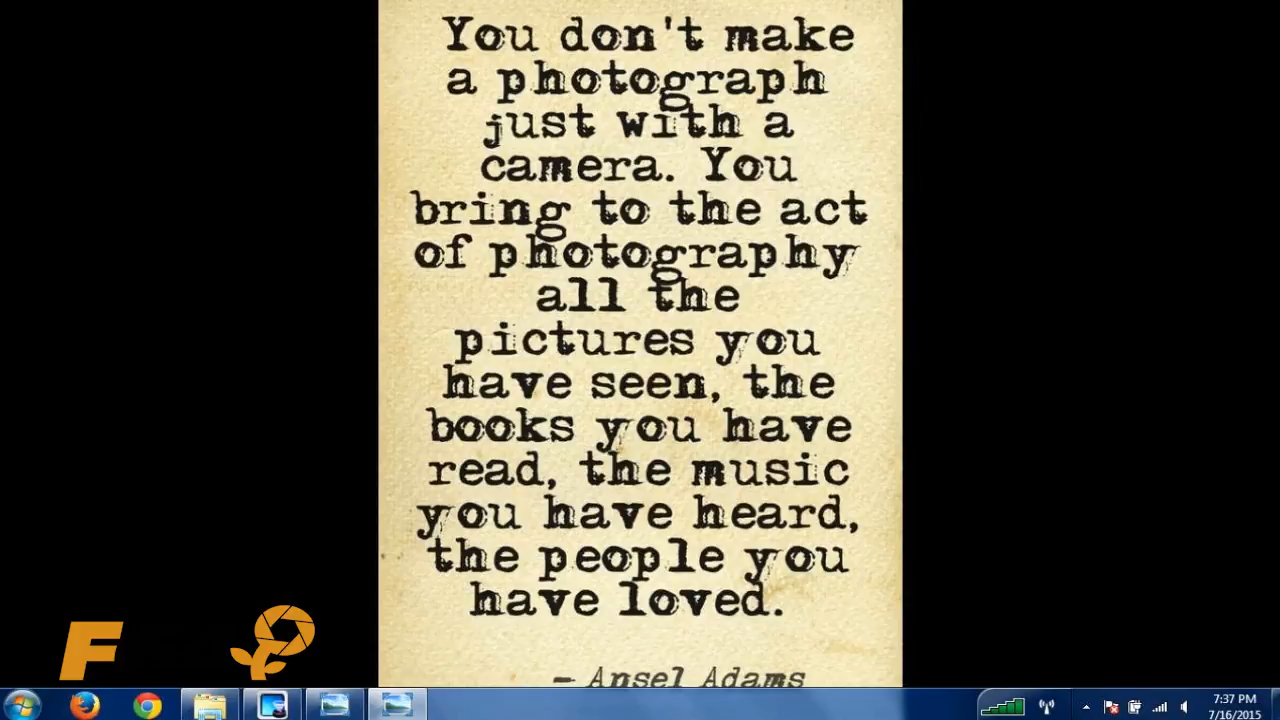 You don't make
a photograph
just with a
camera. You
bring to the act
of photography
all the
pictures you
have seen, the
books you have
read, the music
you have heard,
the people you
have loved.
– Ansel Adams
F
7:37 PM
7/16/2015